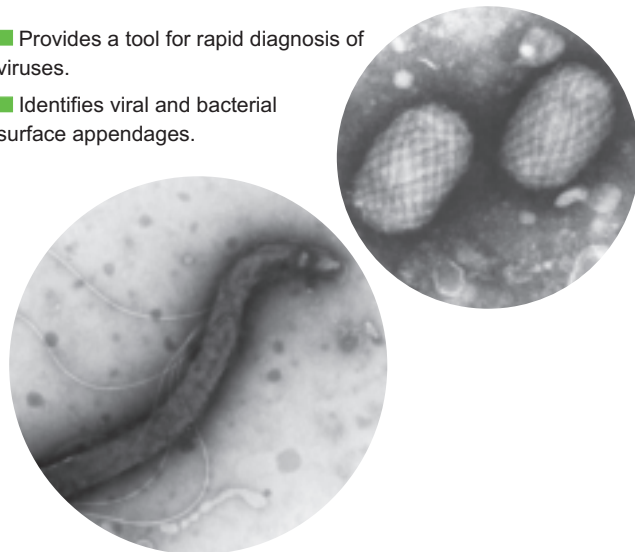 Provides a tool for rapid diagnosis of
viruses.
Identifies viral and bacterial
surface appendages.